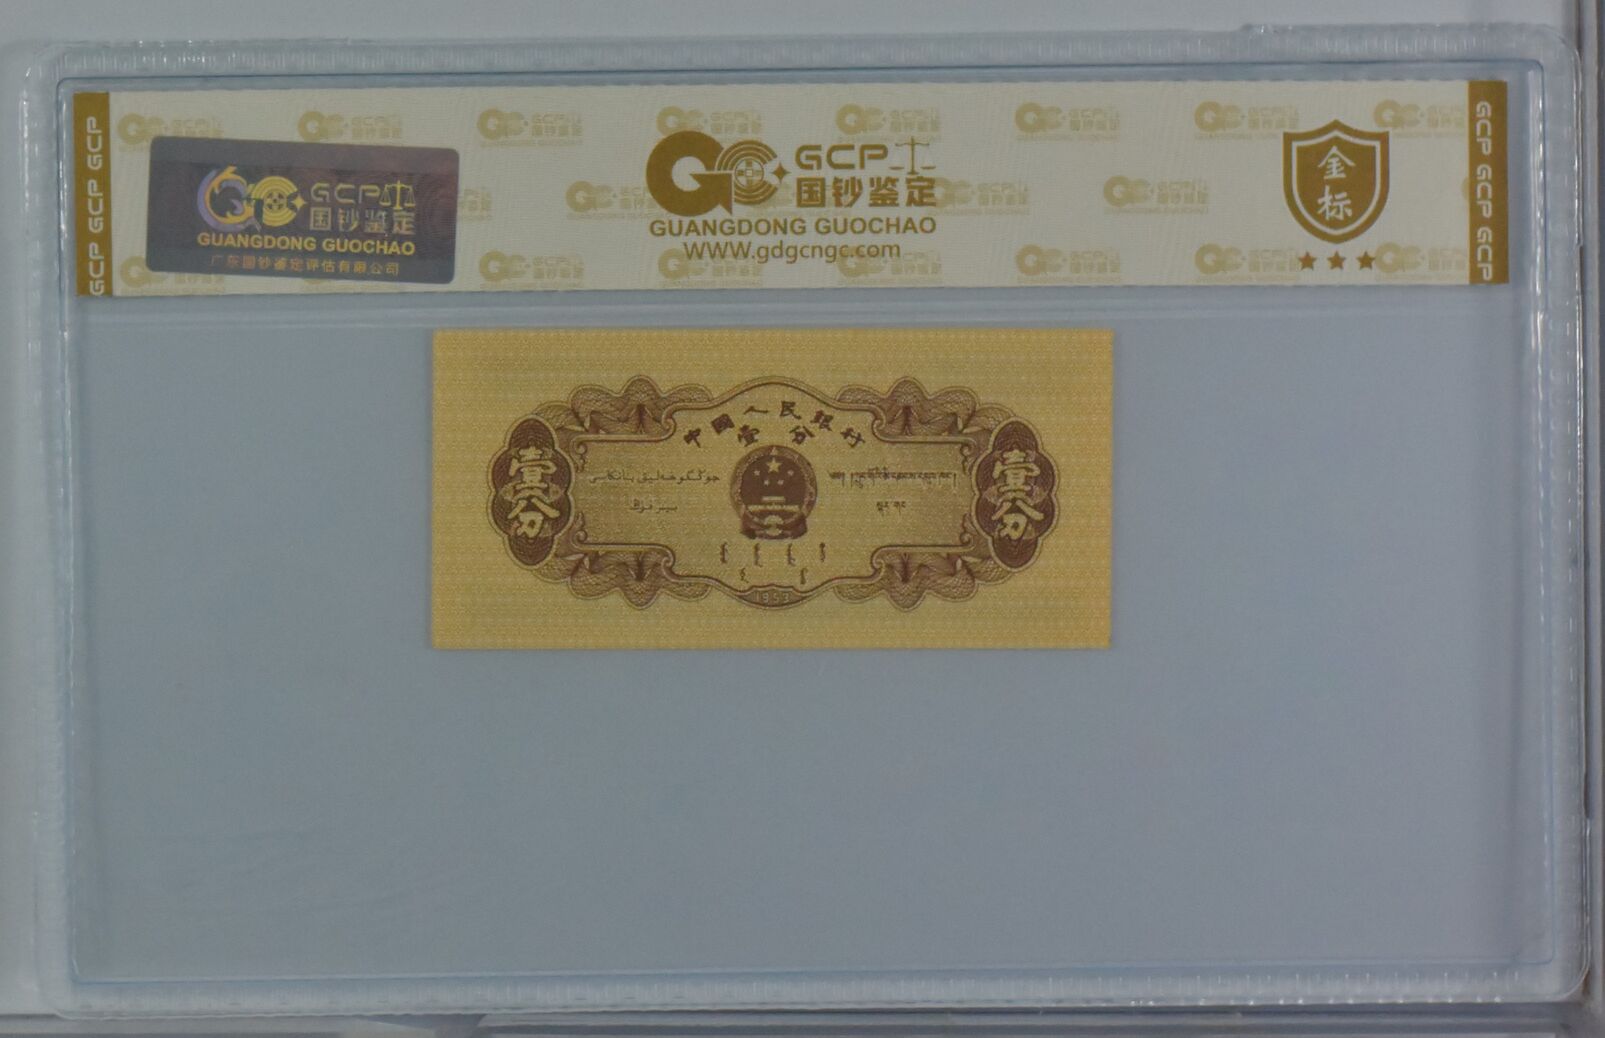 GCP GCP GCP
GCP
国钞鉴定
GUANGDONG GUOCHAO
广东国钞鉴定评估有限公司
GCP
国钞鉴定
GUANGDONG GUOCHAO
WWW.gdgcngc.com
金标
GCP GCP GCP
中国人民银行
壹分
壹分
壹分
1953